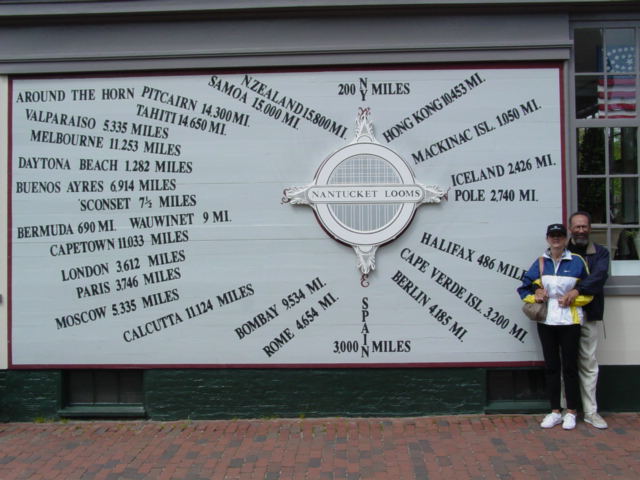 AROUND THE HORN PITCAIRN 14.300 MI.
VALPARAISO 5.335 MILES
TAHITI 14.650 MI.
MELBOURNE 11.253 MILES
DAYTONA BEACH 1.282 MILES
BUENOS AYRES 6.914 MILES
'SCONSET 7½ MILES
BERMUDA 690 MI. WAUWINET 9 MI.
CAPETOWN 11.033 MILES
LONDON 3,612 MILES
PARIS 3,746 MILES
MOSCOW 5.335 MILES
CALCUTTA 11.124 MILES
SAMOA 15.000 MI.
N.ZEALAND 15.800 MI.
200 NY MILES
HONG KONG 10.453 MI.
MACKINAC ISL. 1.050 MI.
ICELAND 2,426 MI.
POLE 2,740 MI.
NANTUCKET LOOMS
HALIFAX 486 MILES
CAPE VERDE ISL. 3,200 MI.
BERLIN 4.185 MI.
BOMBAY 9.534 MI.
ROME 4,654 MI.
SPAIN
3,000 MILES